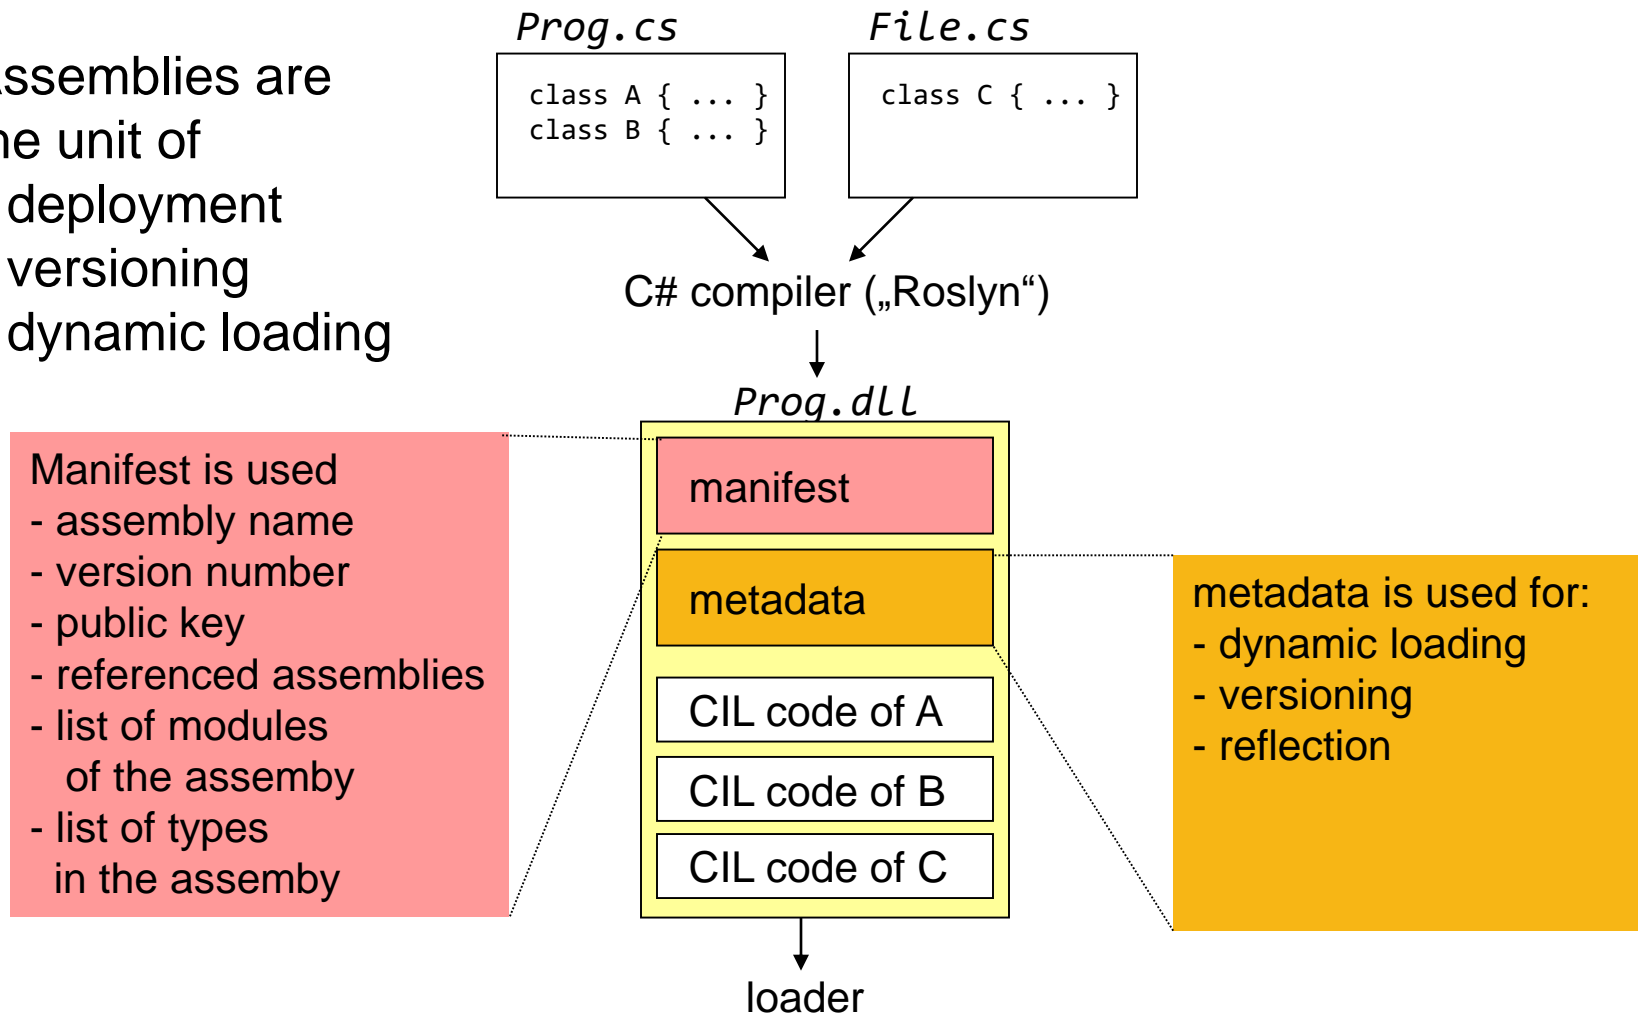 ssemblies are
e unit of
deployment
versioning
dynamic loading
Prog.cs
class A { ... }
class B { ... }
File.cs
class C { ... }
C# compiler („Roslyn“)
Prog.dll
manifest
metadata
CIL code of A
CIL code of B
CIL code of C
loader
Manifest is used
- assembly name
- version number
- public key
- referenced assemblies
- list of modules
of the assemby
- list of types
in the assemby
metadata is used for:
- dynamic loading
- versioning
- reflection